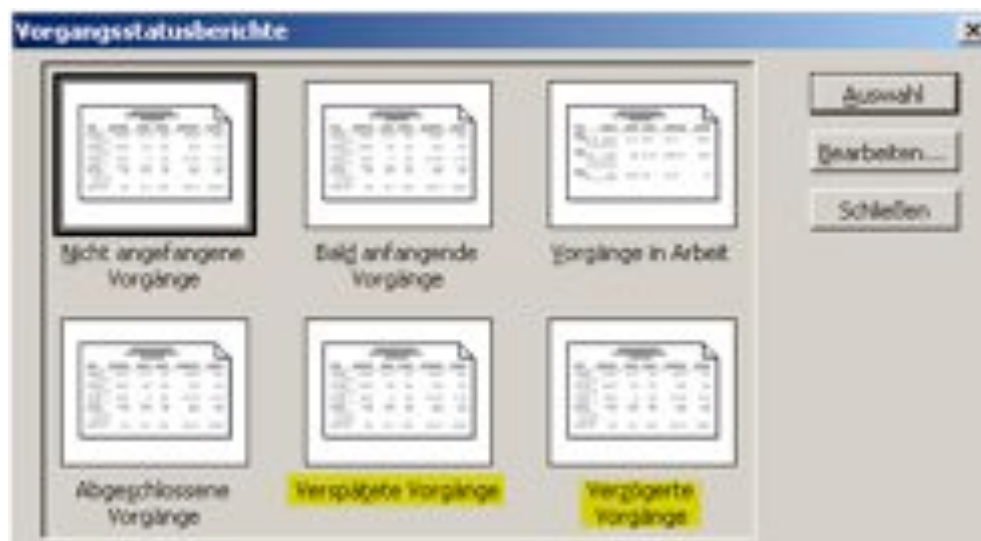 Vorgangsstatusberichte
Auswahl
Bearbeiten...
Schließen
Nicht angefangene
Vorgänge
Bald anfangende
Vorgänge
Vorgänge in Arbeit
Abgeschlossene
Vorgänge
Verspätete Vorgänge
Verzögerte
Vorgänge